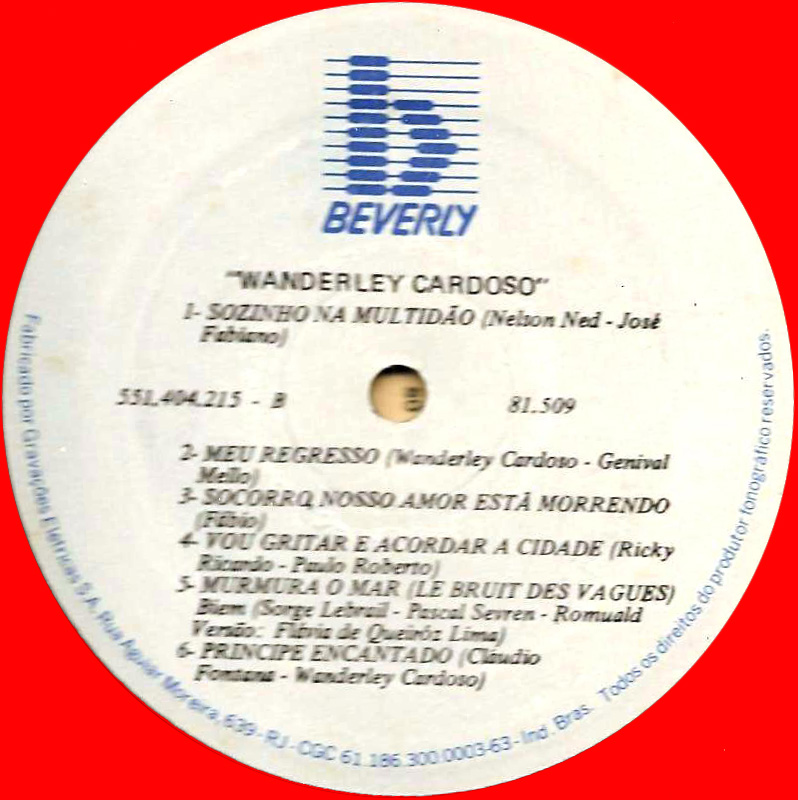 BEVERLY
"WANDERLEY CARDOSO"
1- SOZINHO NA MULTIDÃO (Nelson Ned - José
Fabiano)
551.404.215 - B
81.509
2- MEU REGRESSO (Wanderley Cardoso - Genival
Mello)
3- SOCORRO, NOSSO AMOR ESTÁ MORRENDO
(Fábio)
4- VOU GRITAR E ACORDAR A CIDADE (Ricky
Ricardo - Paulo Roberto)
5- MURMURA O MAR (LE BRUIT DES VAGUES)
Biem (Sorge Lebrail - Pascal Sevren - Romuald
Versão: Flávia de Queiróz Lima)
6- PRINCIPE ENCANTADO (Cláudio
Fontana - Wanderley Cardoso)
Fabricado por Gravações Elétricas S.A. Rua Aguiar Moreira, 639 - RJ - CGC 61.186.300.0003-63 - Ind. Bras. Todos os direitos do produtor fonográfico reservados.